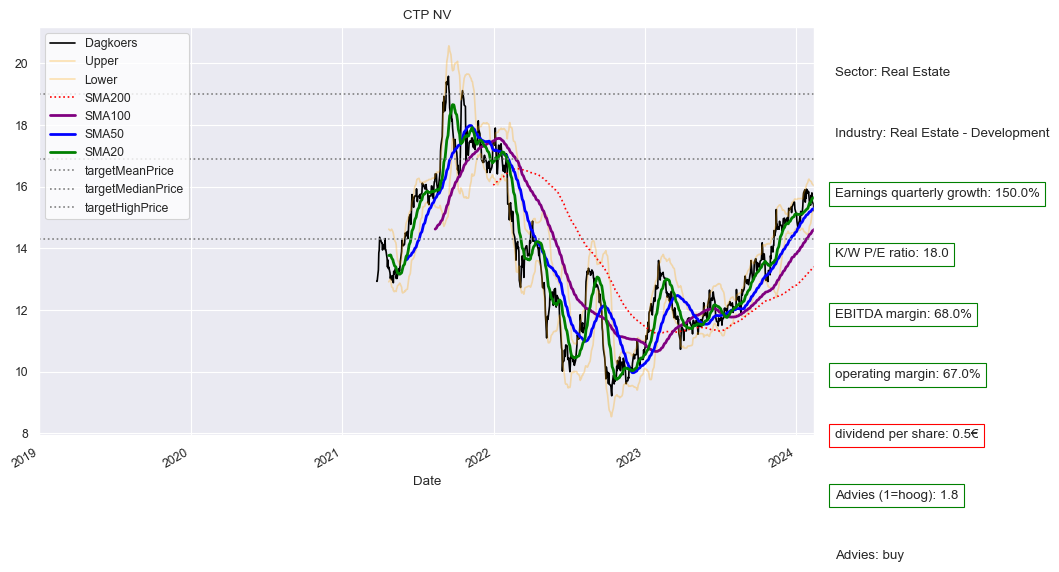 CTP NV
Dagkoers
Upper
Lower
SMA200
SMA100
SMA50
SMA20
targetMeanPrice
targetMedianPrice
targetHighPrice
20
18
16
14
12
10
8
2019
2020
2021
2022
2023
2024
Date
Sector: Real Estate
Industry: Real Estate - Development
Earnings quarterly growth: 150.0%
K/W P/E ratio: 18.0
EBITDA margin: 68.0%
operating margin: 67.0%
dividend per share: 0.5€
Advies (1=hoog): 1.8
Advies: buy